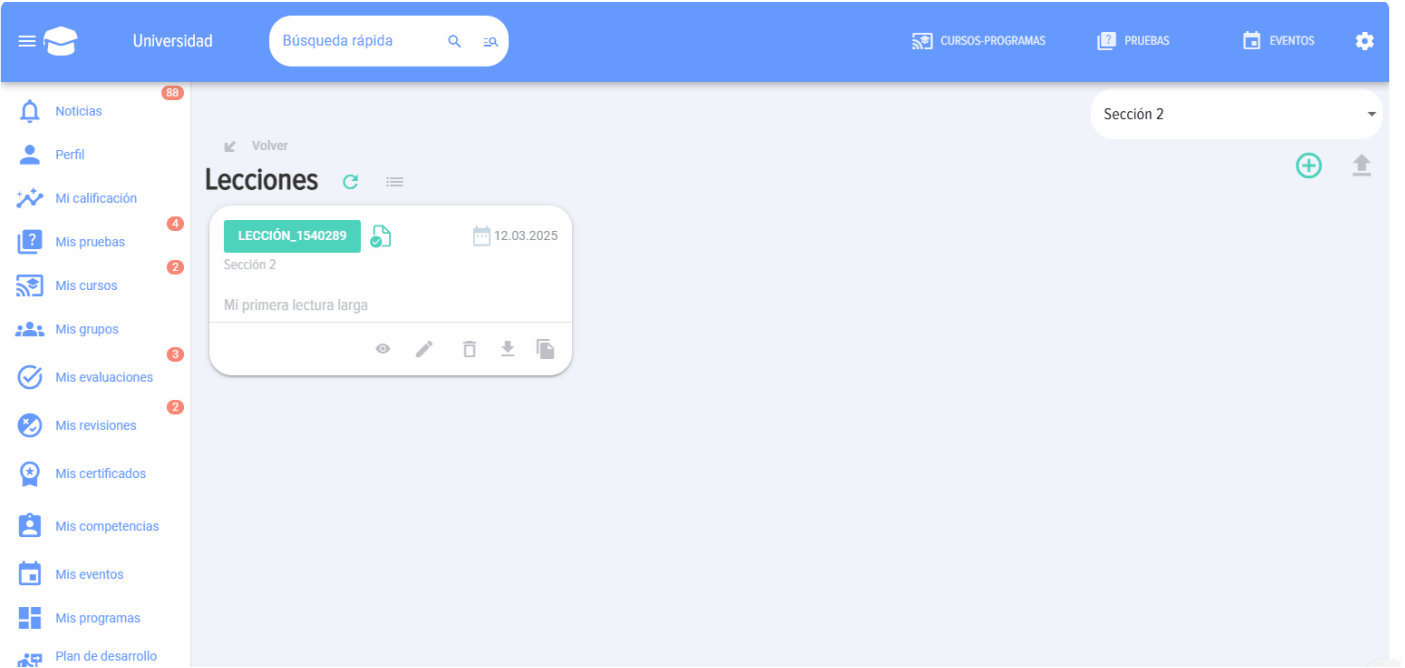 Universidad
Búsqueda rápida
CURSOS-PROGRAMAS
PRUEBAS
EVENTOS
88
Noticias
Perfil
Mi calificación
4
Mis pruebas
2
Mis cursos
Mis grupos
3
Mis evaluaciones
2
Mis revisiones
Mis certificados
Mis competencias
Mis eventos
Mis programas
Plan de desarrollo
Sección 2
Volver
Lecciones
LECCIÓN_1540289
12.03.2025
Sección 2
Mi primera lectura larga